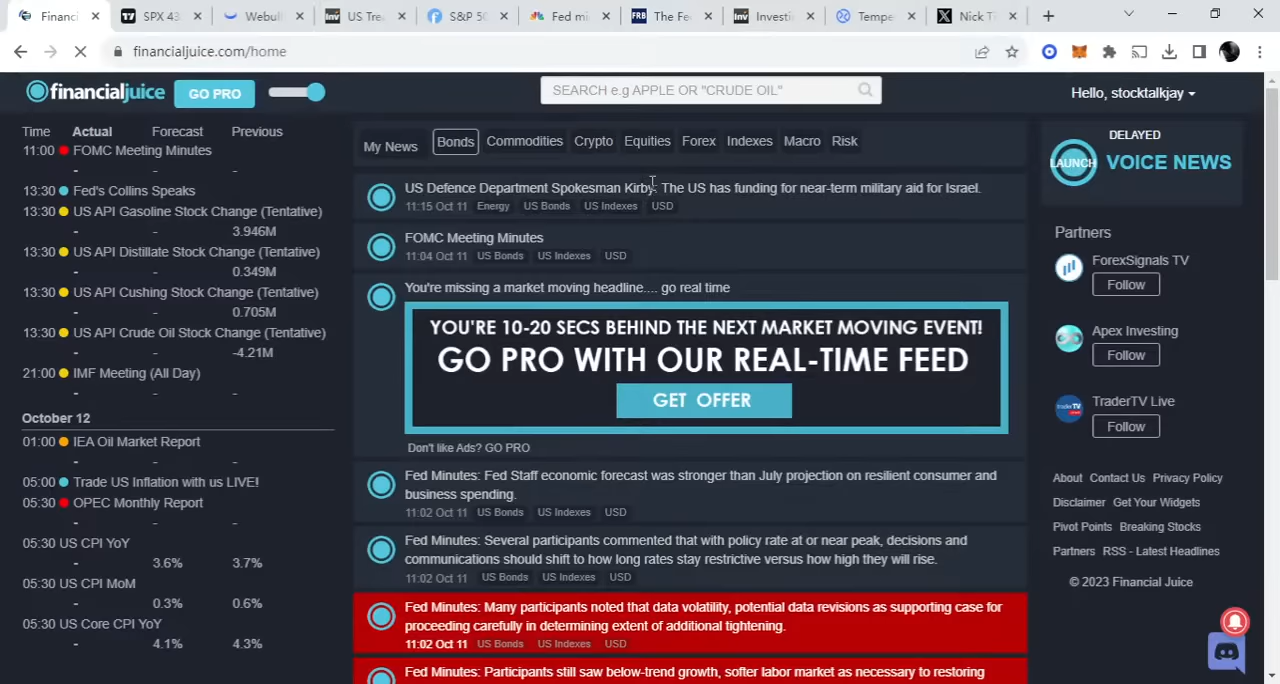 Financi
SPX 43
Webull
US Tre
S&P 50
Fed mi
The Fe
Investi
Tempe
Nick Ti
financialjuice.com/home
financialjuice
GO PRO
SEARCH e.g APPLE OR "CRUDE OIL"
Hello, stocktalkjay
Time Actual Forecast Previous
11:00 FOMC Meeting Minutes
- - -
13:30 Fed's Collins Speaks
13:30 US API Gasoline Stock Change (Tentative)
- - 3.946M
13:30 US API Distillate Stock Change (Tentative)
- - 0.349M
13:30 US API Cushing Stock Change (Tentative)
- - 0.705M
13:30 US API Crude Oil Stock Change (Tentative)
- - -4.21M
21:00 IMF Meeting (All Day)
- - -
October 12
01:00 IEA Oil Market Report
- - -
05:00 Trade US Inflation with us LIVE!
05:30 OPEC Monthly Report
- - -
05:30 US CPI YoY
- 3.6% 3.7%
05:30 US CPI MoM
- 0.3% 0.6%
05:30 US Core CPI YoY
- 4.1% 4.3%
My News Bonds Commodities Crypto Equities Forex Indexes Macro Risk
US Defence Department Spokesman Kirby: The US has funding for near-term military aid for Israel.
11:15 Oct 11 Energy US Bonds US Indexes USD
FOMC Meeting Minutes
11:04 Oct 11 US Bonds US Indexes USD
You're missing a market moving headline.... go real time
YOU'RE 10-20 SECS BEHIND THE NEXT MARKET MOVING EVENT!
GO PRO WITH OUR REAL-TIME FEED
GET OFFER
Don't like Ads? GO PRO
Fed Minutes: Fed Staff economic forecast was stronger than July projection on resilient consumer and
business spending.
11:02 Oct 11 US Bonds US Indexes USD
Fed Minutes: Several participants commented that with policy rate at or near peak, decisions and
communications should shift to how long rates stay restrictive versus how high they will rise.
11:02 Oct 11 US Bonds US Indexes USD
Fed Minutes: Many participants noted that data volatility, potential data revisions as supporting case for
proceeding carefully in determining extent of additional tightening.
11:02 Oct 11 US Bonds US Indexes USD
Fed Minutes: Participants still saw below-trend growth, softer labor market as necessary to restoring
DELAYED
LAUNCH VOICE NEWS
Partners
ForexSignals TV
Follow
Apex Investing
Follow
TraderTV Live
Follow
About Contact Us Privacy Policy
Disclaimer Get Your Widgets
Pivot Points Breaking Stocks
Partners RSS - Latest Headlines
© 2023 Financial Juice